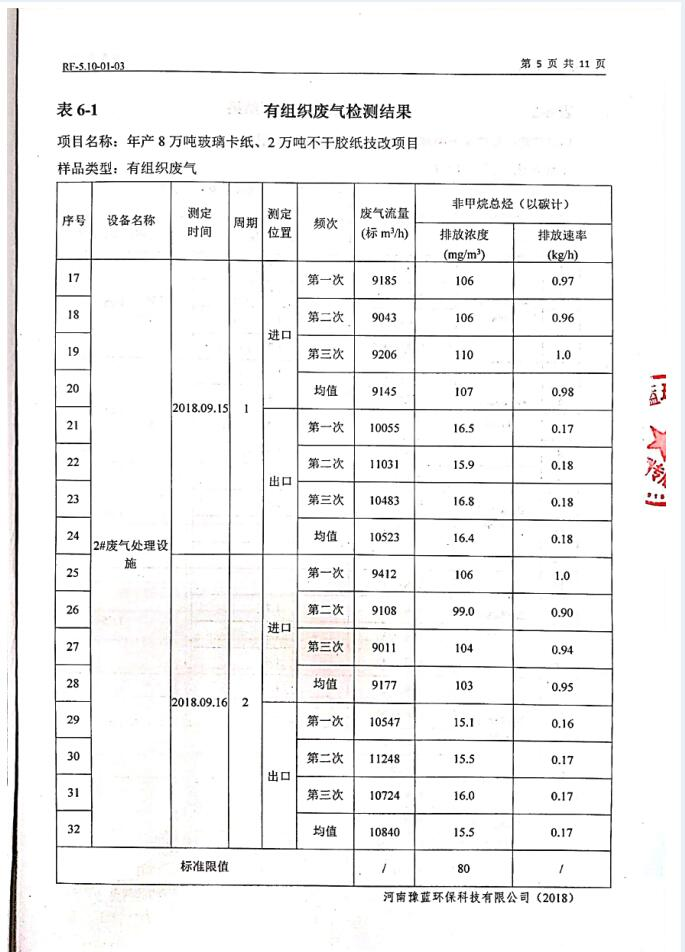 RF-5.10-01-03
第 5 页 共 11 页
表 6-1
有组织废气检测结果
项目名称：年产 8 万吨玻璃卡纸、2 万吨不干胶纸技改项目
样品类型：有组织废气
序号 设备名称 测定时间 周期 测定位置 频次 废气流量(标 m³/h) 非甲烷总烃（以碳计）
排放浓度(mg/m³) 排放速率(kg/h)
2#废气处理设施
2018.09.15 1
进口
17 第一次 9185 106 0.97
18 第二次 9043 106 0.96
19 第三次 9206 110 1.0
20 均值 9145 107 0.98
出口
21 第一次 10055 16.5 0.17
22 第二次 11031 15.9 0.18
23 第三次 10483 16.8 0.18
24 均值 10523 16.4 0.18
2018.09.16 2
进口
25 第一次 9412 106 1.0
26 第二次 9108 99.0 0.90
27 第三次 9011 104 0.94
28 均值 9177 103 0.95
出口
29 第一次 10547 15.1 0.16
30 第二次 11248 15.5 0.17
31 第三次 10724 16.0 0.17
32 均值 10840 15.5 0.17
标准限值 / 80 /
河南豫蓝环保科技有限公司（2018）